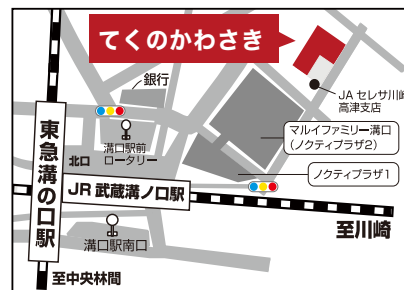 てくのかわさき
銀行
JA セレサ川崎
高津支店
マルイファミリー溝口
(ノクティプラザ2)
溝口駅前
ロータリー
北口
ノクティプラザ1
東急溝の口駅
JR 武蔵溝ノ口駅
至川崎
溝口駅南口
至中央林間